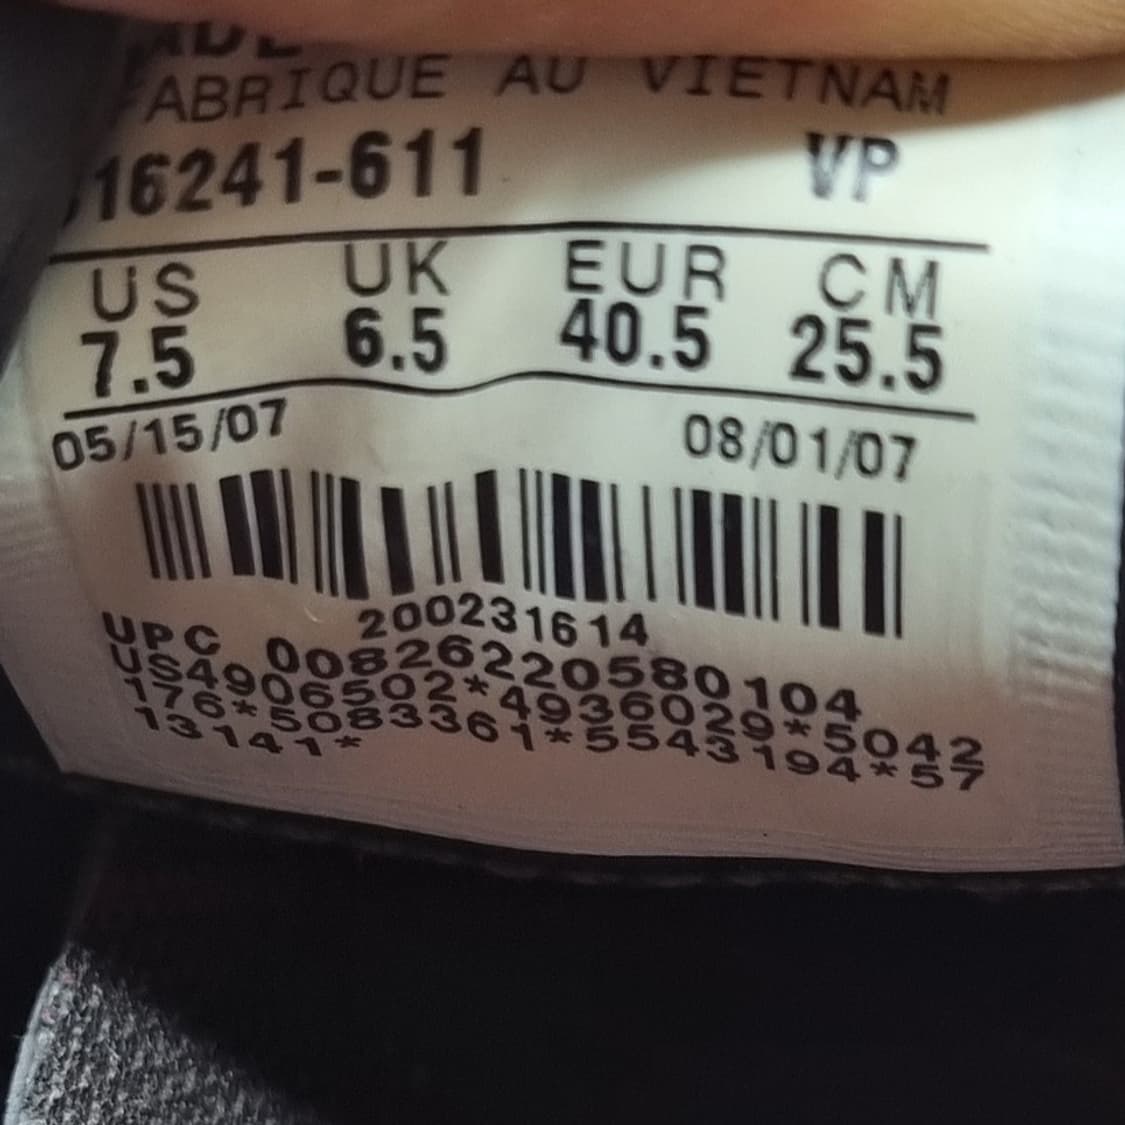 FABRIQUE AU VIETNAM
16241-611 VP
US UK EUR CM
7.5 6.5 40.5 25.5
05/15/07 08/01/07
200231614
UPC 00826220580104
US4906502*4936029*5042
176*5083361*5543194*57
13141*